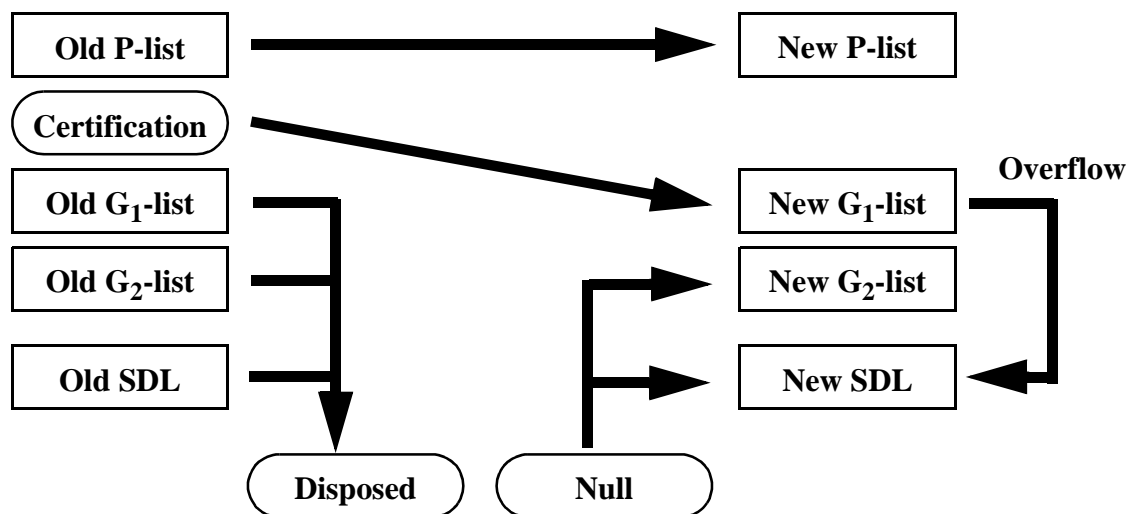 Old P-list
New P-list
Certification
Overflow
Old G₁-list
New G₁-list
Old G₂-list
New G₂-list
Old SDL
New SDL
Disposed
Null